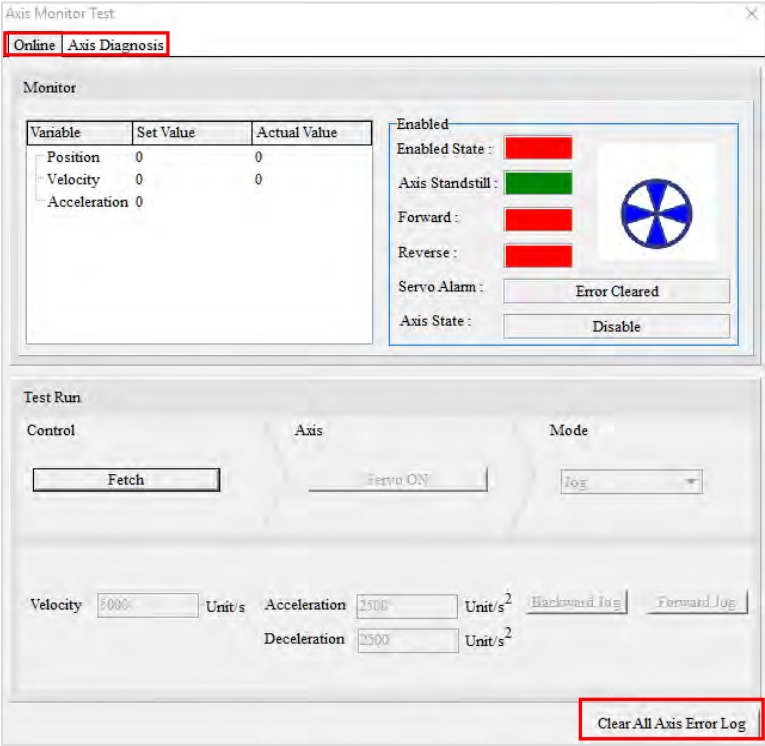 Axis Monitor Test
Online Axis Diagnosis
Monitor
Variable Set Value Actual Value
Position 0 0
Velocity 0 0
Acceleration 0
Enabled
Enabled State :
Axis Standstill :
Forward :
Reverse :
Servo Alarm : Error Cleared
Axis State : Disable
Test Run
Control Axis Mode
Fetch Servo ON Jog
Velocity 5000 Unit/s Acceleration 2500 Unit/s² Backward Jog Forward Jog
Deceleration 2500 Unit/s²
Clear All Axis Error Log